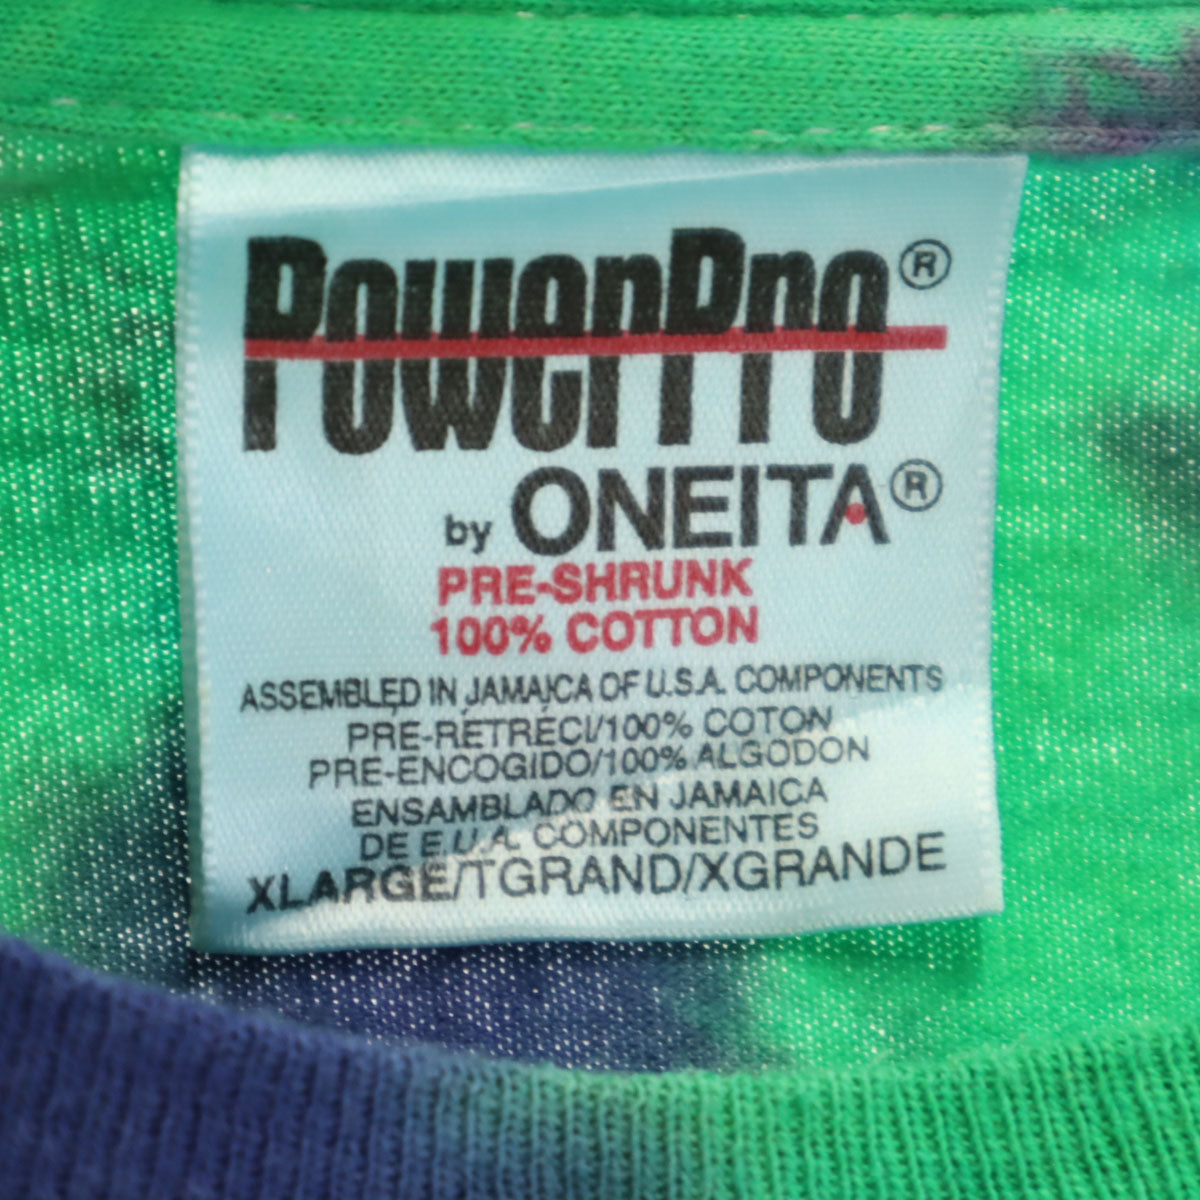 PowerPro®
by ONEITA®
PRE-SHRUNK
100% COTTON
ASSEMBLED IN JAMAICA OF U.S.A. COMPONENTS
PRE-RÉTRÉCI/100% COTON
PRE-ENCOGIDO/100% ALGODON
ENSAMBLADO EN JAMAICA
DE E.U.A. COMPONENTES
XLARGE/TGRAND/XGRANDE